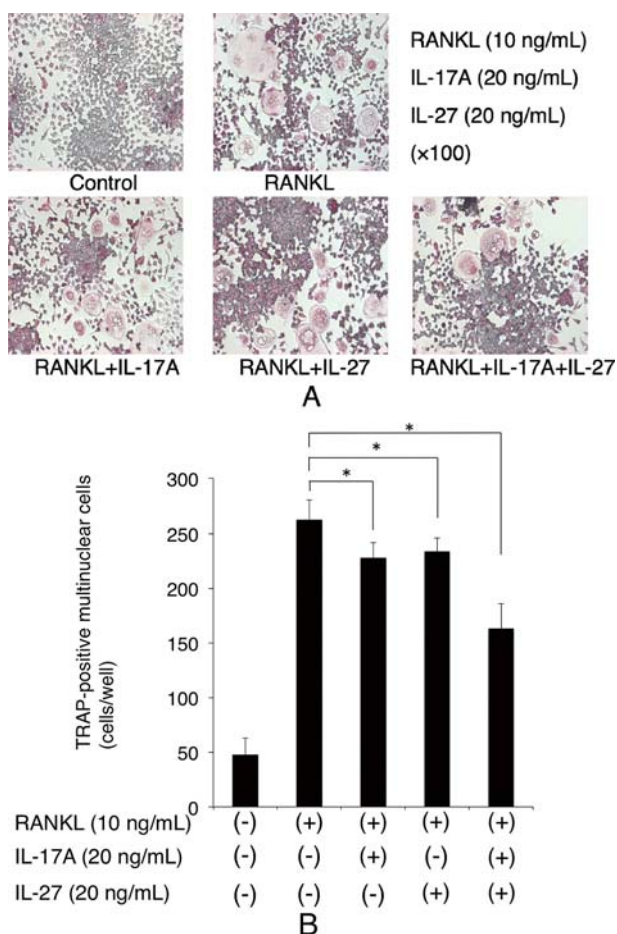 RANKL (10 ng/mL)
IL-17A (20 ng/mL)
IL-27 (20 ng/mL)
(×100)
Control
RANKL
RANKL+IL-17A
RANKL+IL-27
RANKL+IL-17A+IL-27
A
* 
*
*
TRAP-positive multinuclear cells
(cells/well)
300
250
200
150
100
50
0
RANKL (10 ng/mL) (-) (+) (+) (+) (+)
IL-17A (20 ng/mL) (-) (-) (+) (-) (+)
IL-27 (20 ng/mL) (-) (-) (-) (+) (+)
B